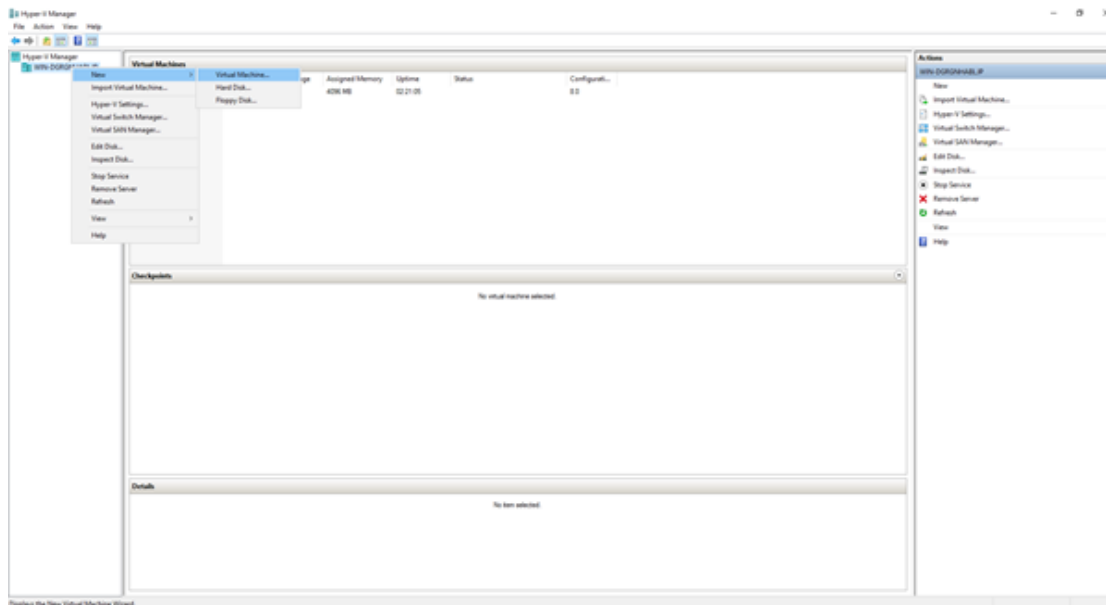 Hyper-V Manager
File Action View Help
Hyper-V Manager
Virtual Machines
Assigned Memory Uptime Status Configurati...
4096 MB 02:21:05 8.0
New
Virtual Machine...
Import Virtual Machine...
Hard Disk...
Hyper-V Settings...
Floppy Disk...
Virtual Switch Manager...
Virtual SAN Manager...
Edit Disk...
Inspect Disk...
Stop Service
Remove Server
Refresh
View
Help
Checkpoints
No virtual machine selected.
Details
No item selected.
Actions
New
Import Virtual Machine...
Hyper-V Settings...
Virtual Switch Manager...
Virtual SAN Manager...
Edit Disk...
Inspect Disk...
Stop Service
Remove Server
Refresh
View
Help
Displays the New Virtual Machine Wizard.